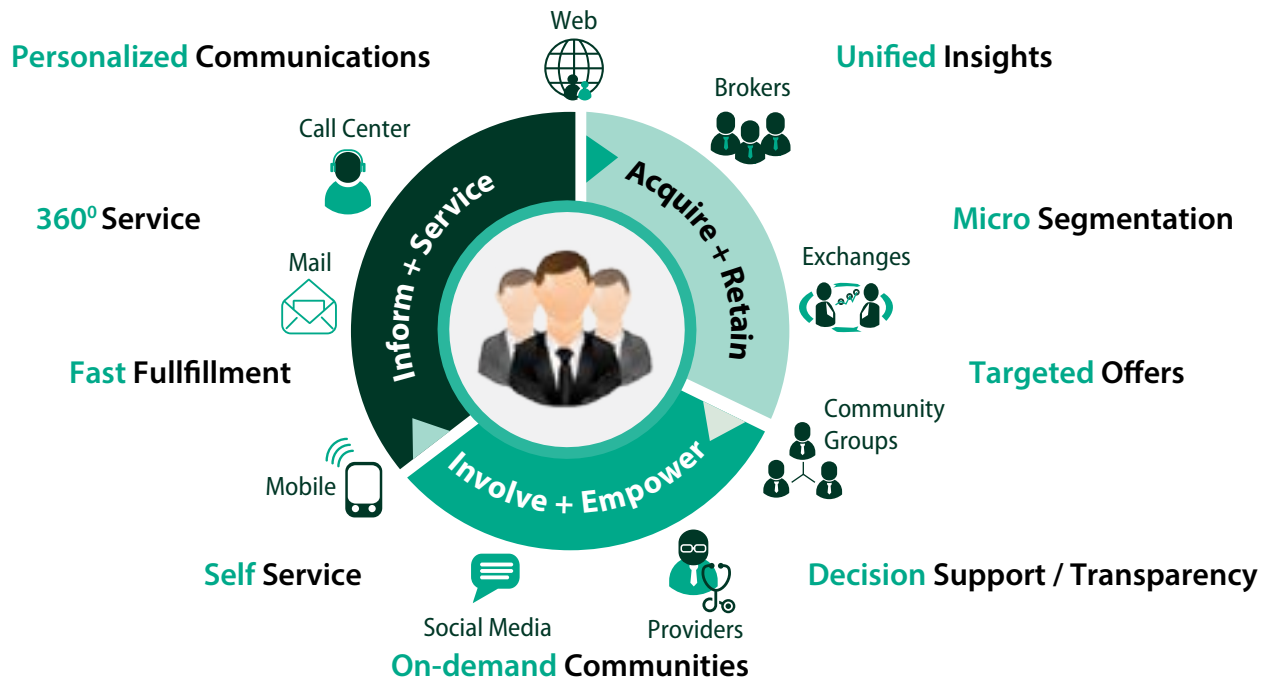 Web
Personalized Communications
Unified Insights
Brokers
Call Center
Inform + Service
Acquire + Retain
360⁰ Service
Micro Segmentation
Mail
Exchanges
Fast Fullfillment
Targeted Offers
Community
Groups
Involve + Empower
Mobile
Self Service
Decision Support / Transparency
Social Media
Providers
On-demand Communities